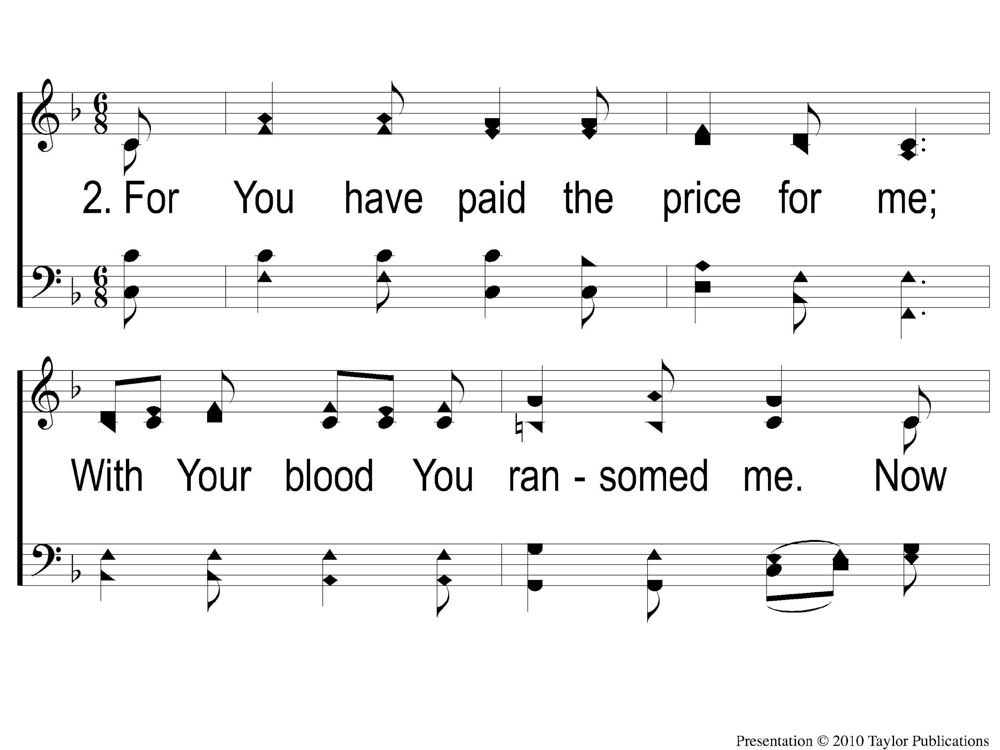 2. For You have paid the price for me;
With Your blood You ran - somed me. Now
Presentation © 2010 Taylor Publications